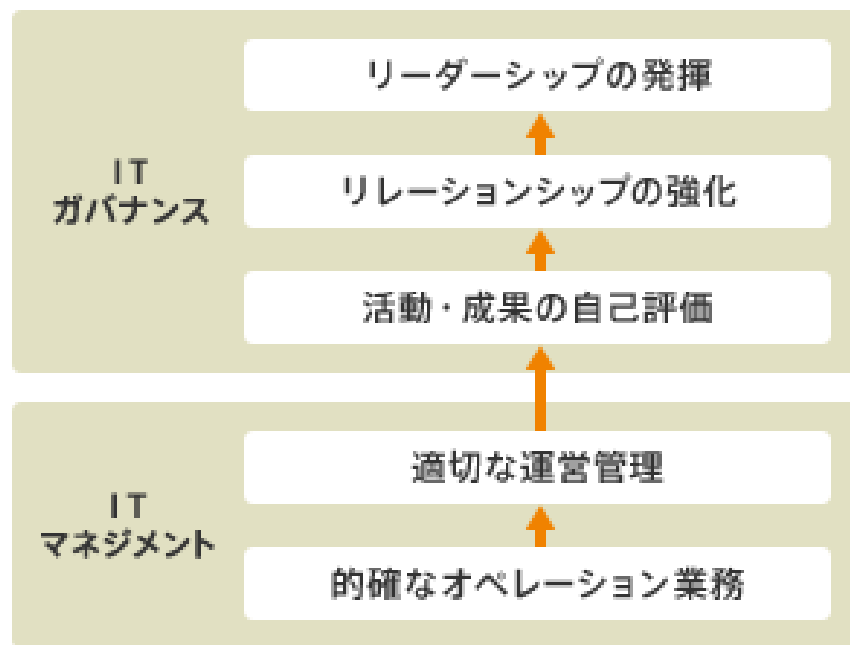 リーダーシップの発揮
IT
ガバナンス
リレーションシップの強化
活動・成果の自己評価
適切な運営管理
IT
マネジメント
的確なオペレーション業務